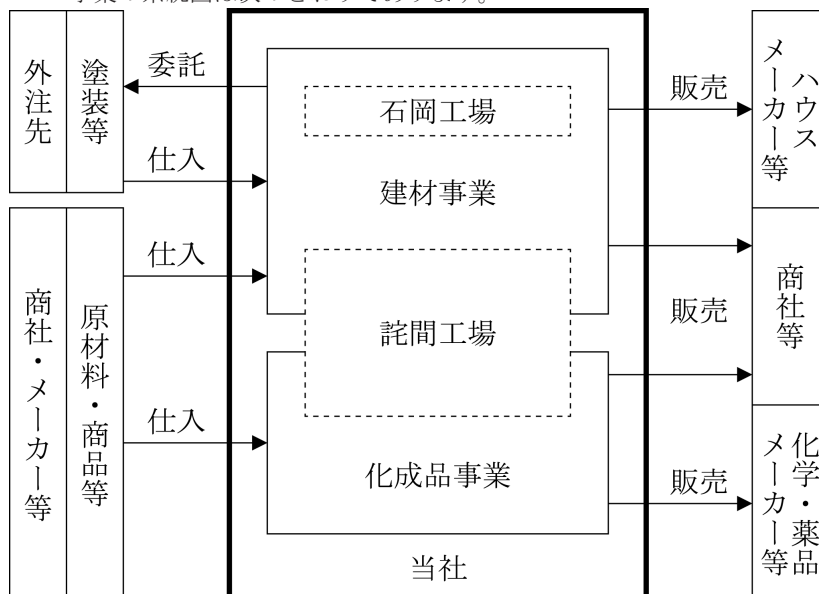 外注先
塗装等
委託
仕入
商社・メーカー等
原材料・商品等
仕入
仕入
石岡工場
建材事業
詫間工場
化成品事業
当社
販売
販売
販売
ハウス
メーカー等
商社等
化学・薬品
メーカー等